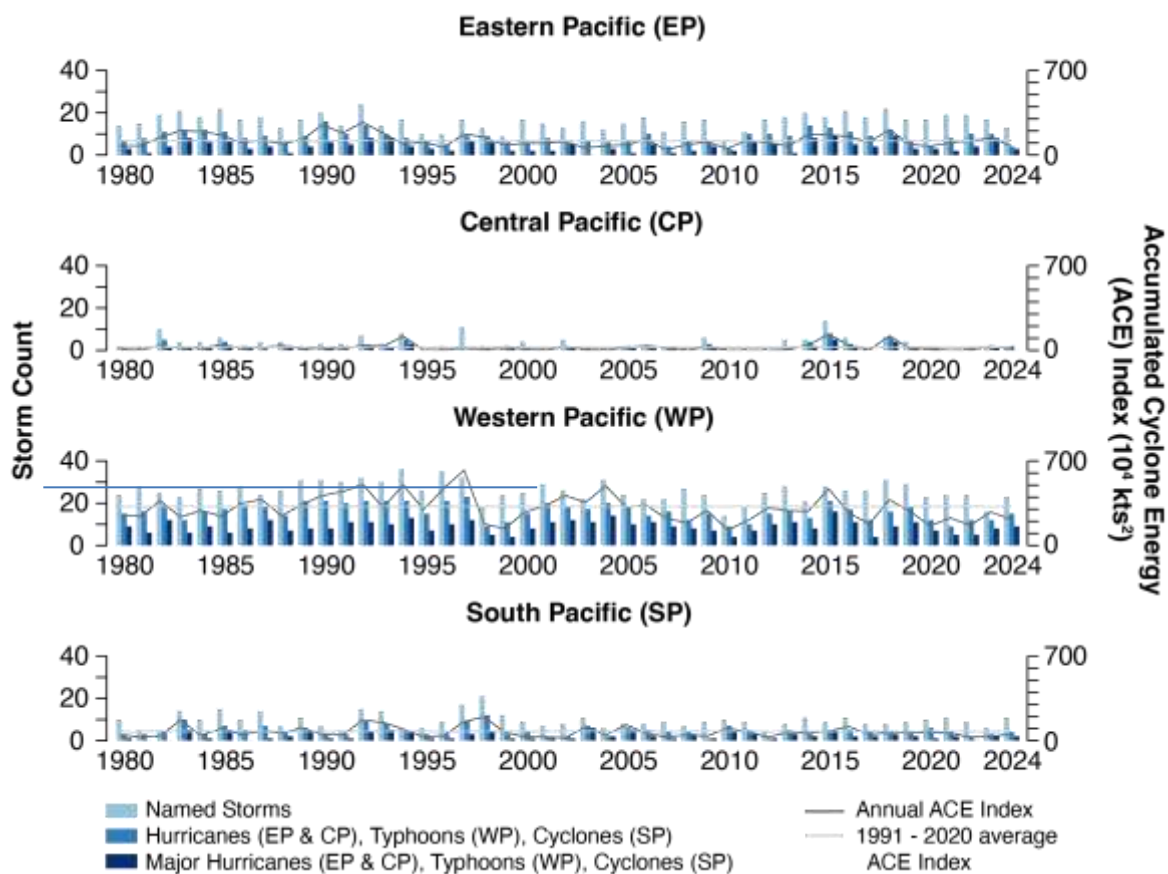 Eastern Pacific (EP)
40
20
0
700
0
1980 1985 1990 1995 2000 2005 2010 2015 2020 2024
Central Pacific (CP)
40
20
0
700
0
1980 1985 1990 1995 2000 2005 2010 2015 2020 2024
Storm Count
Accumulated Cyclone Energy
(ACE) Index (10⁴ kts²)
Western Pacific (WP)
40
20
0
700
0
1980 1985 1990 1995 2000 2005 2010 2015 2020 2024
South Pacific (SP)
40
20
0
700
0
1980 1985 1990 1995 2000 2005 2010 2015 2020 2024
Named Storms
Hurricanes (EP & CP), Typhoons (WP), Cyclones (SP)
Major Hurricanes (EP & CP), Typhoons (WP), Cyclones (SP)
Annual ACE Index
1991 - 2020 average
ACE Index